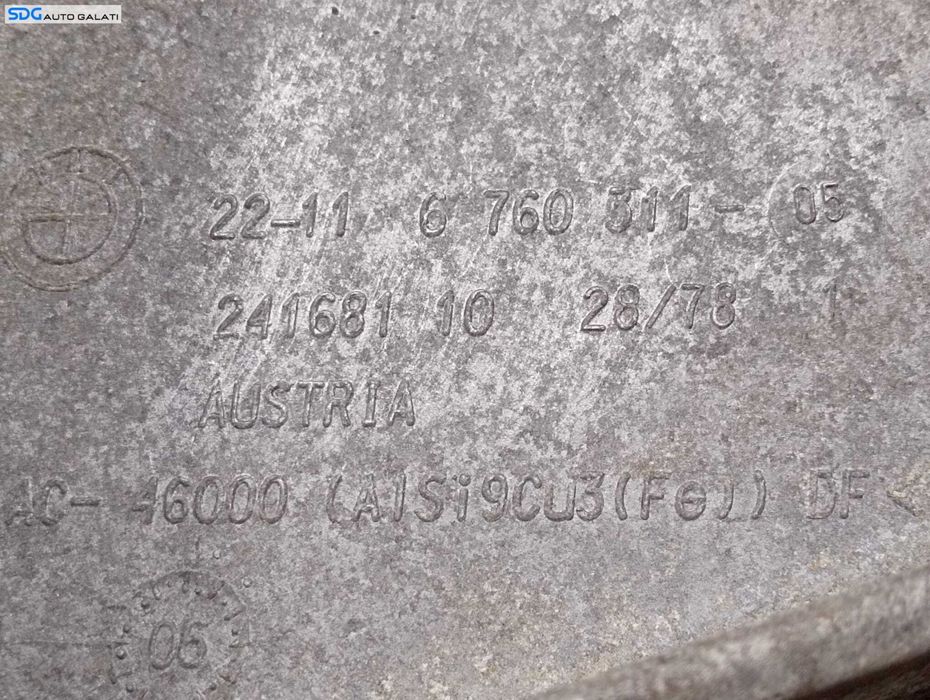 SDG AUTO GALATI
22-11 6 760 311- 05
241681 10 28/78 1
AUSTRIA
AC- 46000 (AlSi9Cu3(Fe)) DF <
06